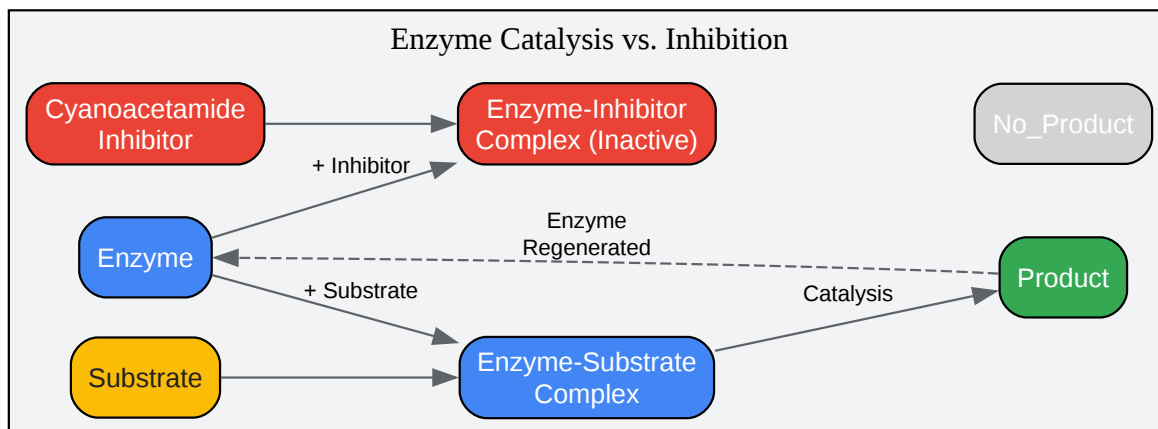 Enzyme Catalysis vs. Inhibition
Cyanoacetamide
Inhibitor
Enzyme-Inhibitor
Complex (Inactive)
No_Product
+ Inhibitor
Enzyme
Enzyme
Regenerated
Product
+ Substrate
Catalysis
Substrate
Enzyme-Substrate
Complex